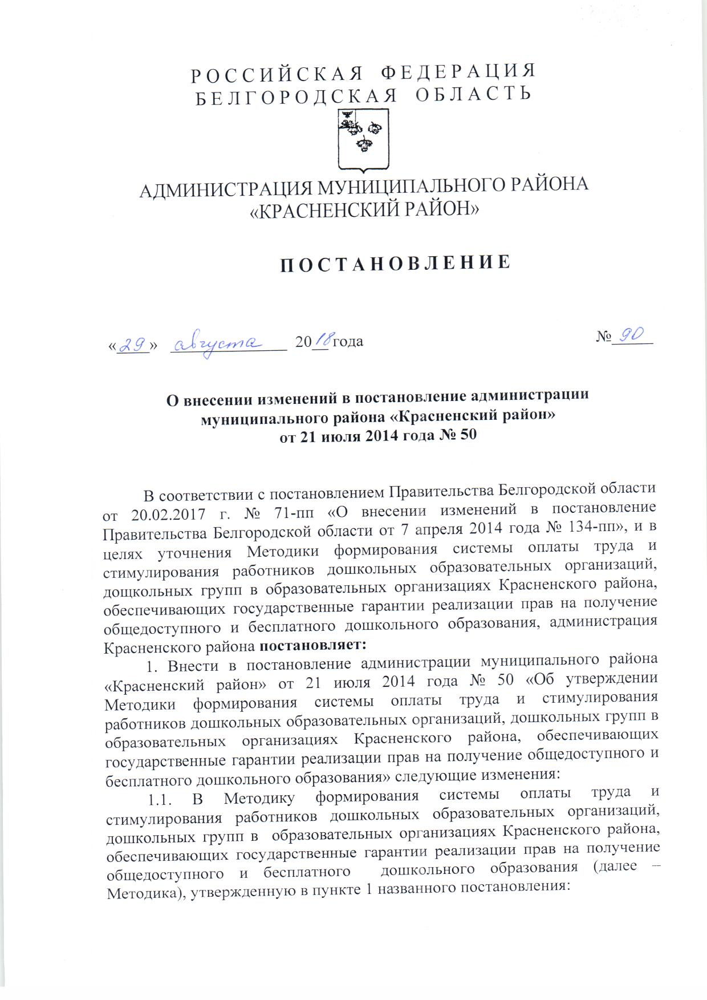 РОССИЙСКАЯ ФЕДЕРАЦИЯ
БЕЛГОРОДСКАЯ ОБЛАСТЬ
АДМИНИСТРАЦИЯ МУНИЦИПАЛЬНОГО РАЙОНА
«КРАСНЕНСКИЙ РАЙОН»
ПОСТАНОВЛЕНИЕ
«29» августа 2018 года №90
О внесении изменений в постановление администрации
муниципального района «Красненский район»
от 21 июля 2014 года № 50
В соответствии с постановлением Правительства Белгородской области
от 20.02.2017 г. № 71-пп «О внесении изменений в постановление
Правительства Белгородской области от 7 апреля 2014 года № 134-пп», и в
целях уточнения Методики формирования системы оплаты труда и
стимулирования работников дошкольных образовательных организаций,
дощкольных групп в образовательных организациях Красненского района,
обеспечивающих государственные гарантии реализации прав на получение
общедоступного и бесплатного дошкольного образования, администрация
Красненского района постановляет:
1. Внести в постановление администрации муниципального района
«Красненский район» от 21 июля 2014 года № 50 «Об утверждении
Методики формирования системы оплаты труда и стимулирования
работников дошкольных образовательных организаций, дошкольных групп в
образовательных организациях Красненского района, обеспечивающих
государственные гарантии реализации прав на получение общедоступного и
бесплатного дошкольного образования» следующие изменения:
1.1. В Методику формирования системы оплаты труда и
стимулирования работников дошкольных образовательных организаций,
дошкольных групп в образовательных организациях Красненского района,
обеспечивающих государственные гарантии реализации прав на получение
общедоступного и бесплатного дошкольного образования (далее –
Методика), утвержденную в пункте 1 названного постановления: